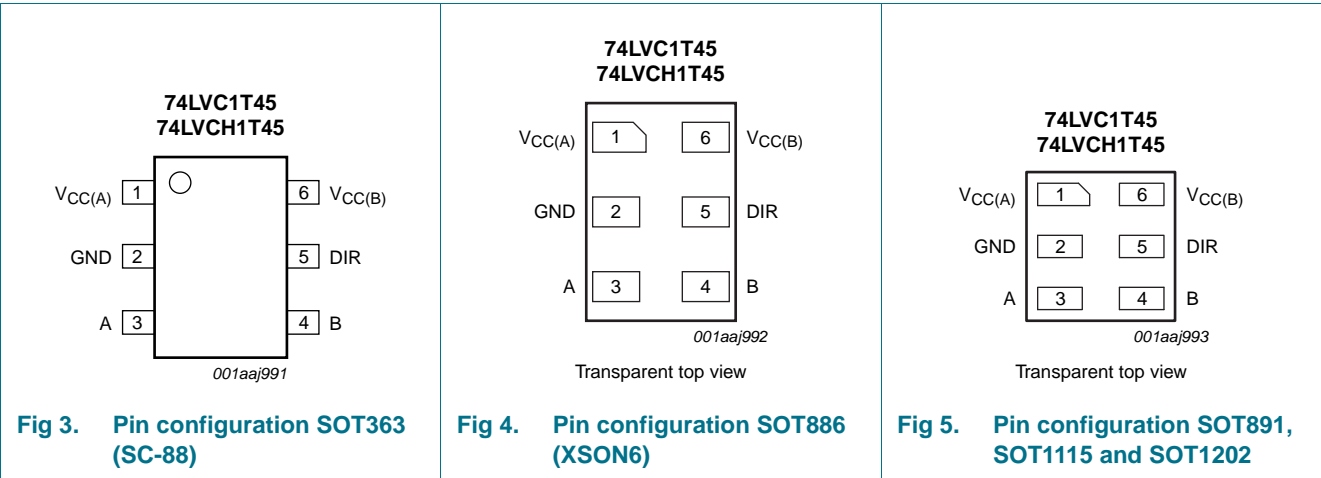 74LVC1T45
74LVCH1T45
VCC(A) 1 6 VCC(B)
GND 2 5 DIR
A 3 4 B
001aaj991
Fig 3. Pin configuration SOT363
(SC-88)
74LVC1T45
74LVCH1T45
VCC(A) 1 6 VCC(B)
GND 2 5 DIR
A 3 4 B
001aaj992
Transparent top view
Fig 4. Pin configuration SOT886
(XSON6)
74LVC1T45
74LVCH1T45
VCC(A) 1 6 VCC(B)
GND 2 5 DIR
A 3 4 B
001aaj993
Transparent top view
Fig 5. Pin configuration SOT891,
SOT1115 and SOT1202